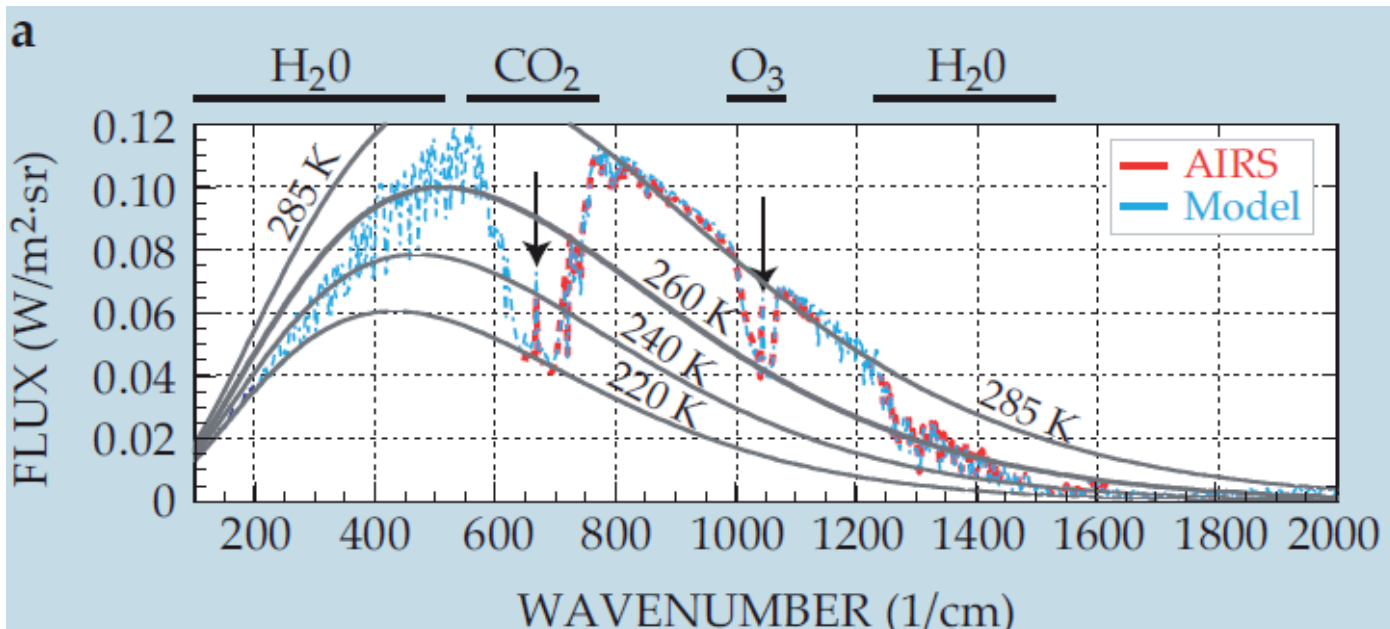 a
H₂0 CO₂ O₃ H₂0
0.12
0.10
0.08
0.06
0.04
0.02
0
FLUX (W/m²·sr)
285 K
260 K
240 K
220 K
285 K
AIRS
Model
200 400 600 800 1000 1200 1400 1600 1800 2000
WAVENUMBER (1/cm)